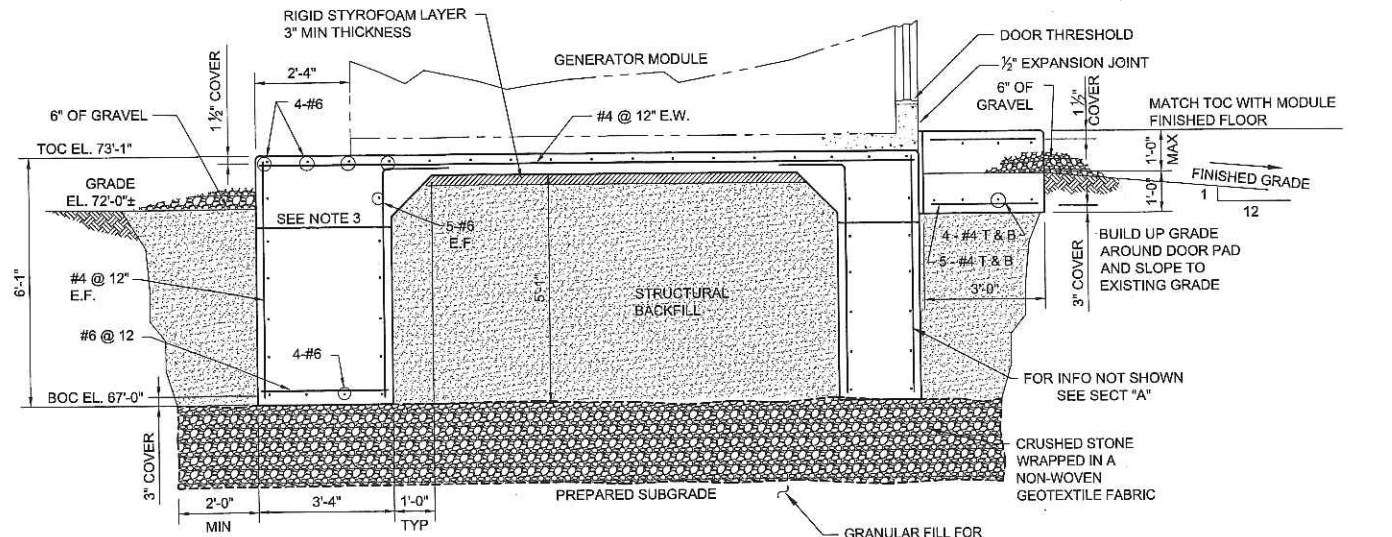 RIGID STYROFOAM LAYER
3" MIN THICKNESS
GENERATOR MODULE
DOOR THRESHOLD
½" EXPANSION JOINT
2'-4"
1 ½" COVER
4-#6
6" OF GRAVEL
#4 @ 12" E.W.
6" OF
GRAVEL
1 ½"
COVER
MATCH TOC WITH MODULE
FINISHED FLOOR
TOC EL. 73'-1"
1'-0"
MAX
FINISHED GRADE
1
12
GRADE
EL. 72'-0"±
1'-0"
SEE NOTE 3
5-#6
E.F.
4 - #4 T & B
5 - #4 T & B
3'-0"
3" COVER
BUILD UP GRADE
AROUND DOOR PAD
AND SLOPE TO
EXISTING GRADE
6'-1"
#4 @ 12"
E.F.
5'-1"
STRUCTURAL
BACKFILL
#6 @ 12
4-#6
BOC EL. 67'-0"
FOR INFO NOT SHOWN
SEE SECT "A"
3" COVER
CRUSHED STONE
WRAPPED IN A
NON-WOVEN
GEOTEXTILE FABRIC
2'-0"
MIN
3'-4"
1'-0"
TYP
PREPARED SUBGRADE
GRANULAR FILL FOR